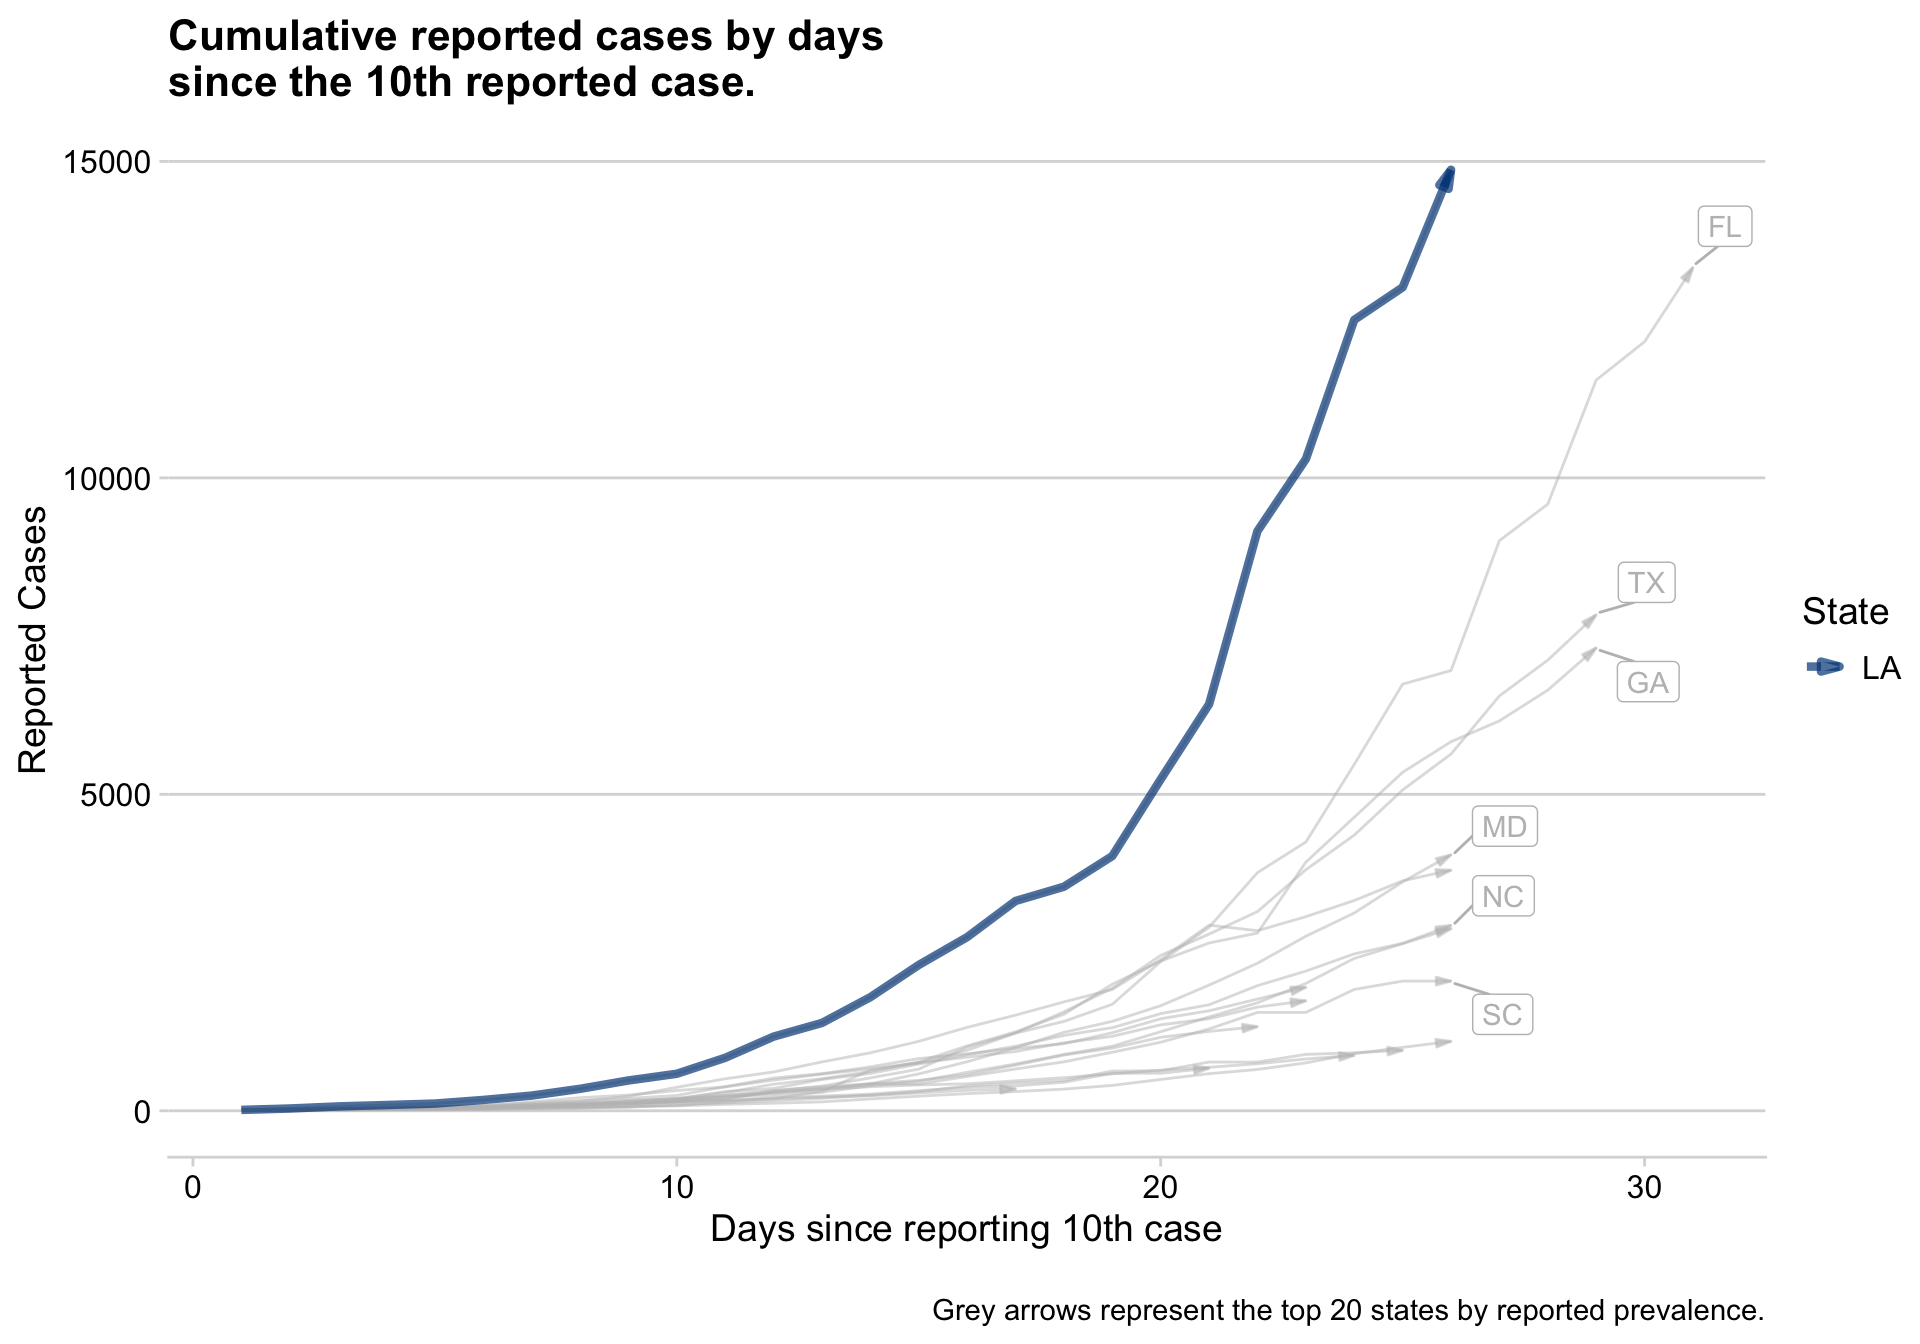 Cumulative reported cases by days
since the 10th reported case.
15000
10000
5000
0
Reported Cases
FL
TX
GA
MD
NC
SC
State
LA
0 10 20 30
Days since reporting 10th case
Grey arrows represent the top 20 states by reported prevalence.